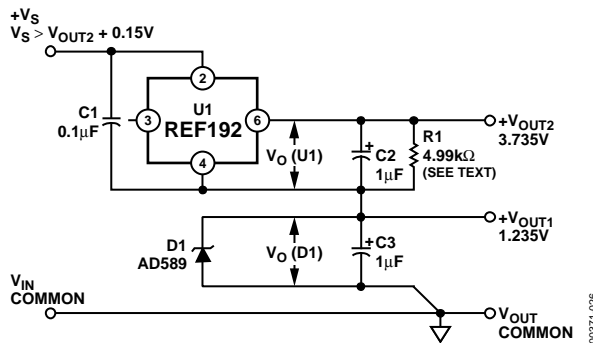 +VS
VS > VOUT2 + 0.15V
2
U1
REF192
3
6
4
C1
0.1μF
VO (U1)
+
C2
1μF
R1
4.99kΩ
(SEE TEXT)
+VOUT2
3.735V
+VOUT1
1.235V
D1
AD589
VO (D1)
+
C3
1μF
VIN
COMMON
VOUT
COMMON
00371-026